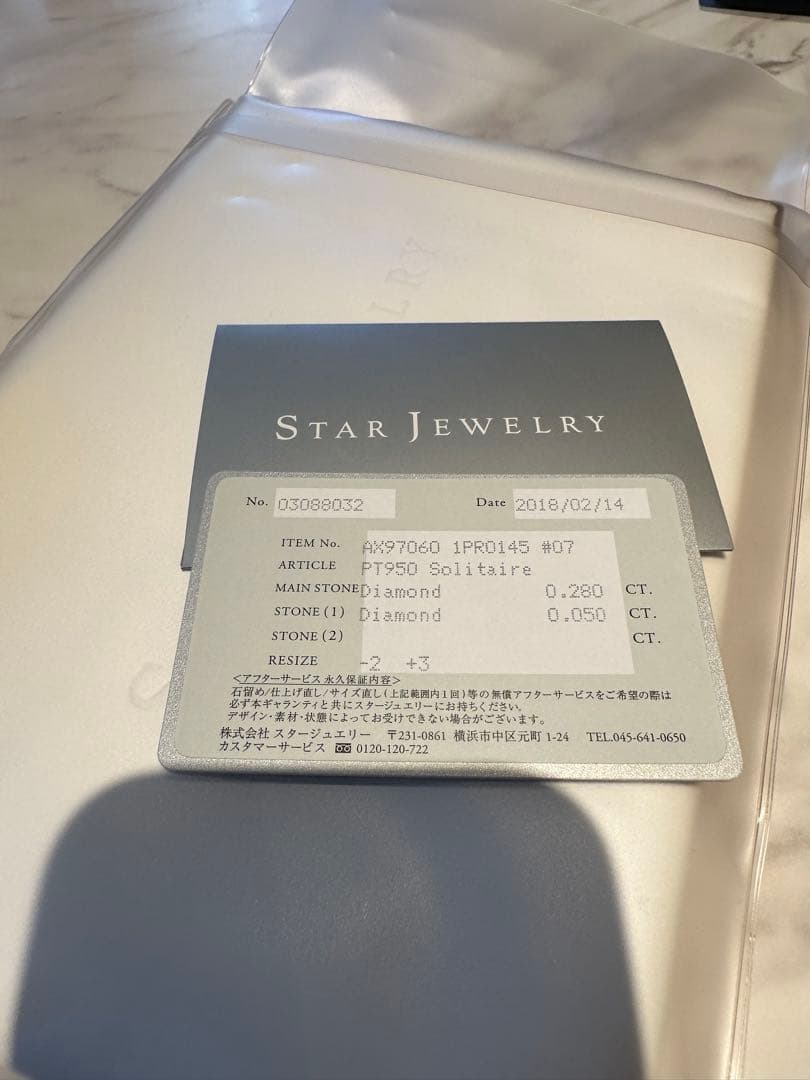 LRY
STAR JEWELRY
No. 03088032 Date 2018/02/14
ITEM No. AX97060 1PR0145 #07
ARTICLE PT950 Solitaire
MAIN STONE Diamond 0.280 CT.
STONE (1) Diamond 0.050 CT.
STONE (2) CT.
RESIZE -2 +3
<アフターサービス 永久保証内容>
石留め/仕上げ直し/サイズ直し(上記範囲内1回)等の無償アフターサービスをご希望の際は
必ず本ギャランティと共にスタージュエリーにお持ちください。
デザイン・素材・状態によってお受けできない場合がございます。
株式会社 スタージュエリー 〒231-0861 横浜市中区元町 1-24 TEL.045-641-0650
カスタマーサービス 0120-120-722